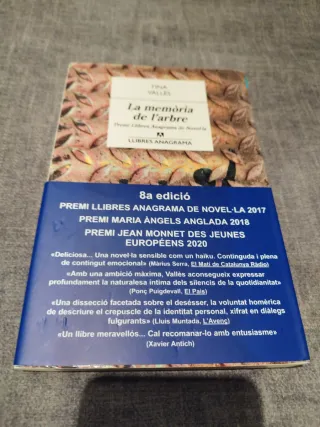 TINA
VALLÈS
La memòria
de l'arbre
Premi Llibres Anagrama de Novel·la
LLIBRES ANAGRAMA
8a edició
PREMI LLIBRES ANAGRAMA DE NOVEL·LA 2017
PREMI MARIA ÀNGELS ANGLADA 2018
PREMI JEAN MONNET DES JEUNES
EUROPÉENS 2020
«Deliciosa... Una novel·la sensible com un haiku. Continguda i plena
de contingut emocional» (Màrius Serra, El Matí de Catalunya Ràdio)
«Amb una ambició màxima, Vallès aconsegueix expressar
profundament la naturalesa íntima dels silencis de la quotidianitat»
(Ponç Puigdevall, El País)
«Una dissecció facetada sobre el desésser, la voluntat homèrica
de descriure el crepuscle de la identitat personal, xifrat en diàlegs
fulgurants» (Lluís Muntada, L'Avenç)
«Un llibre meravellós... Cal recomanar-lo amb entusiasme»
(Xavier Antich)